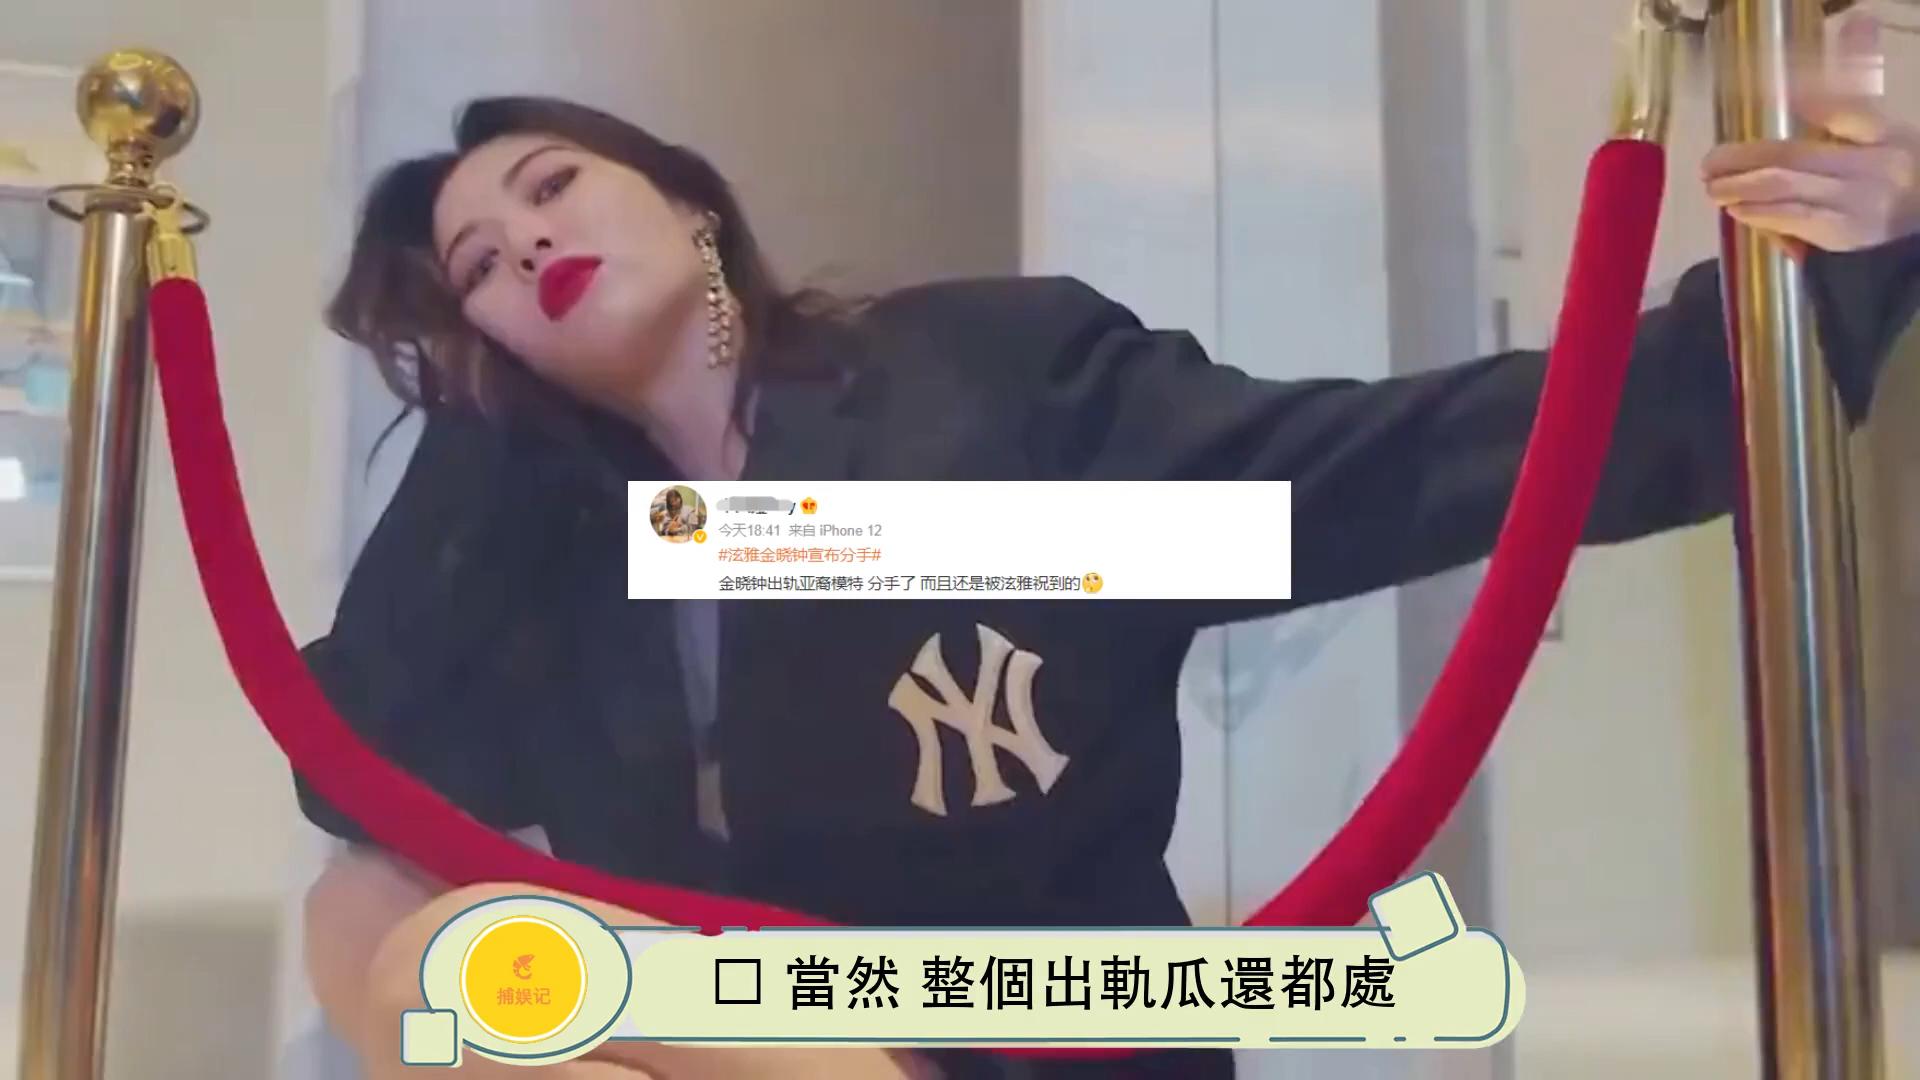 今天18:41 来自 iPhone 12
#泫雅金晓钟宣布分手#
金晓钟出轨亚裔模特 分手了 而且还是被泫雅祝到的
NY
捕娱记
當然 整個出軌瓜還都處